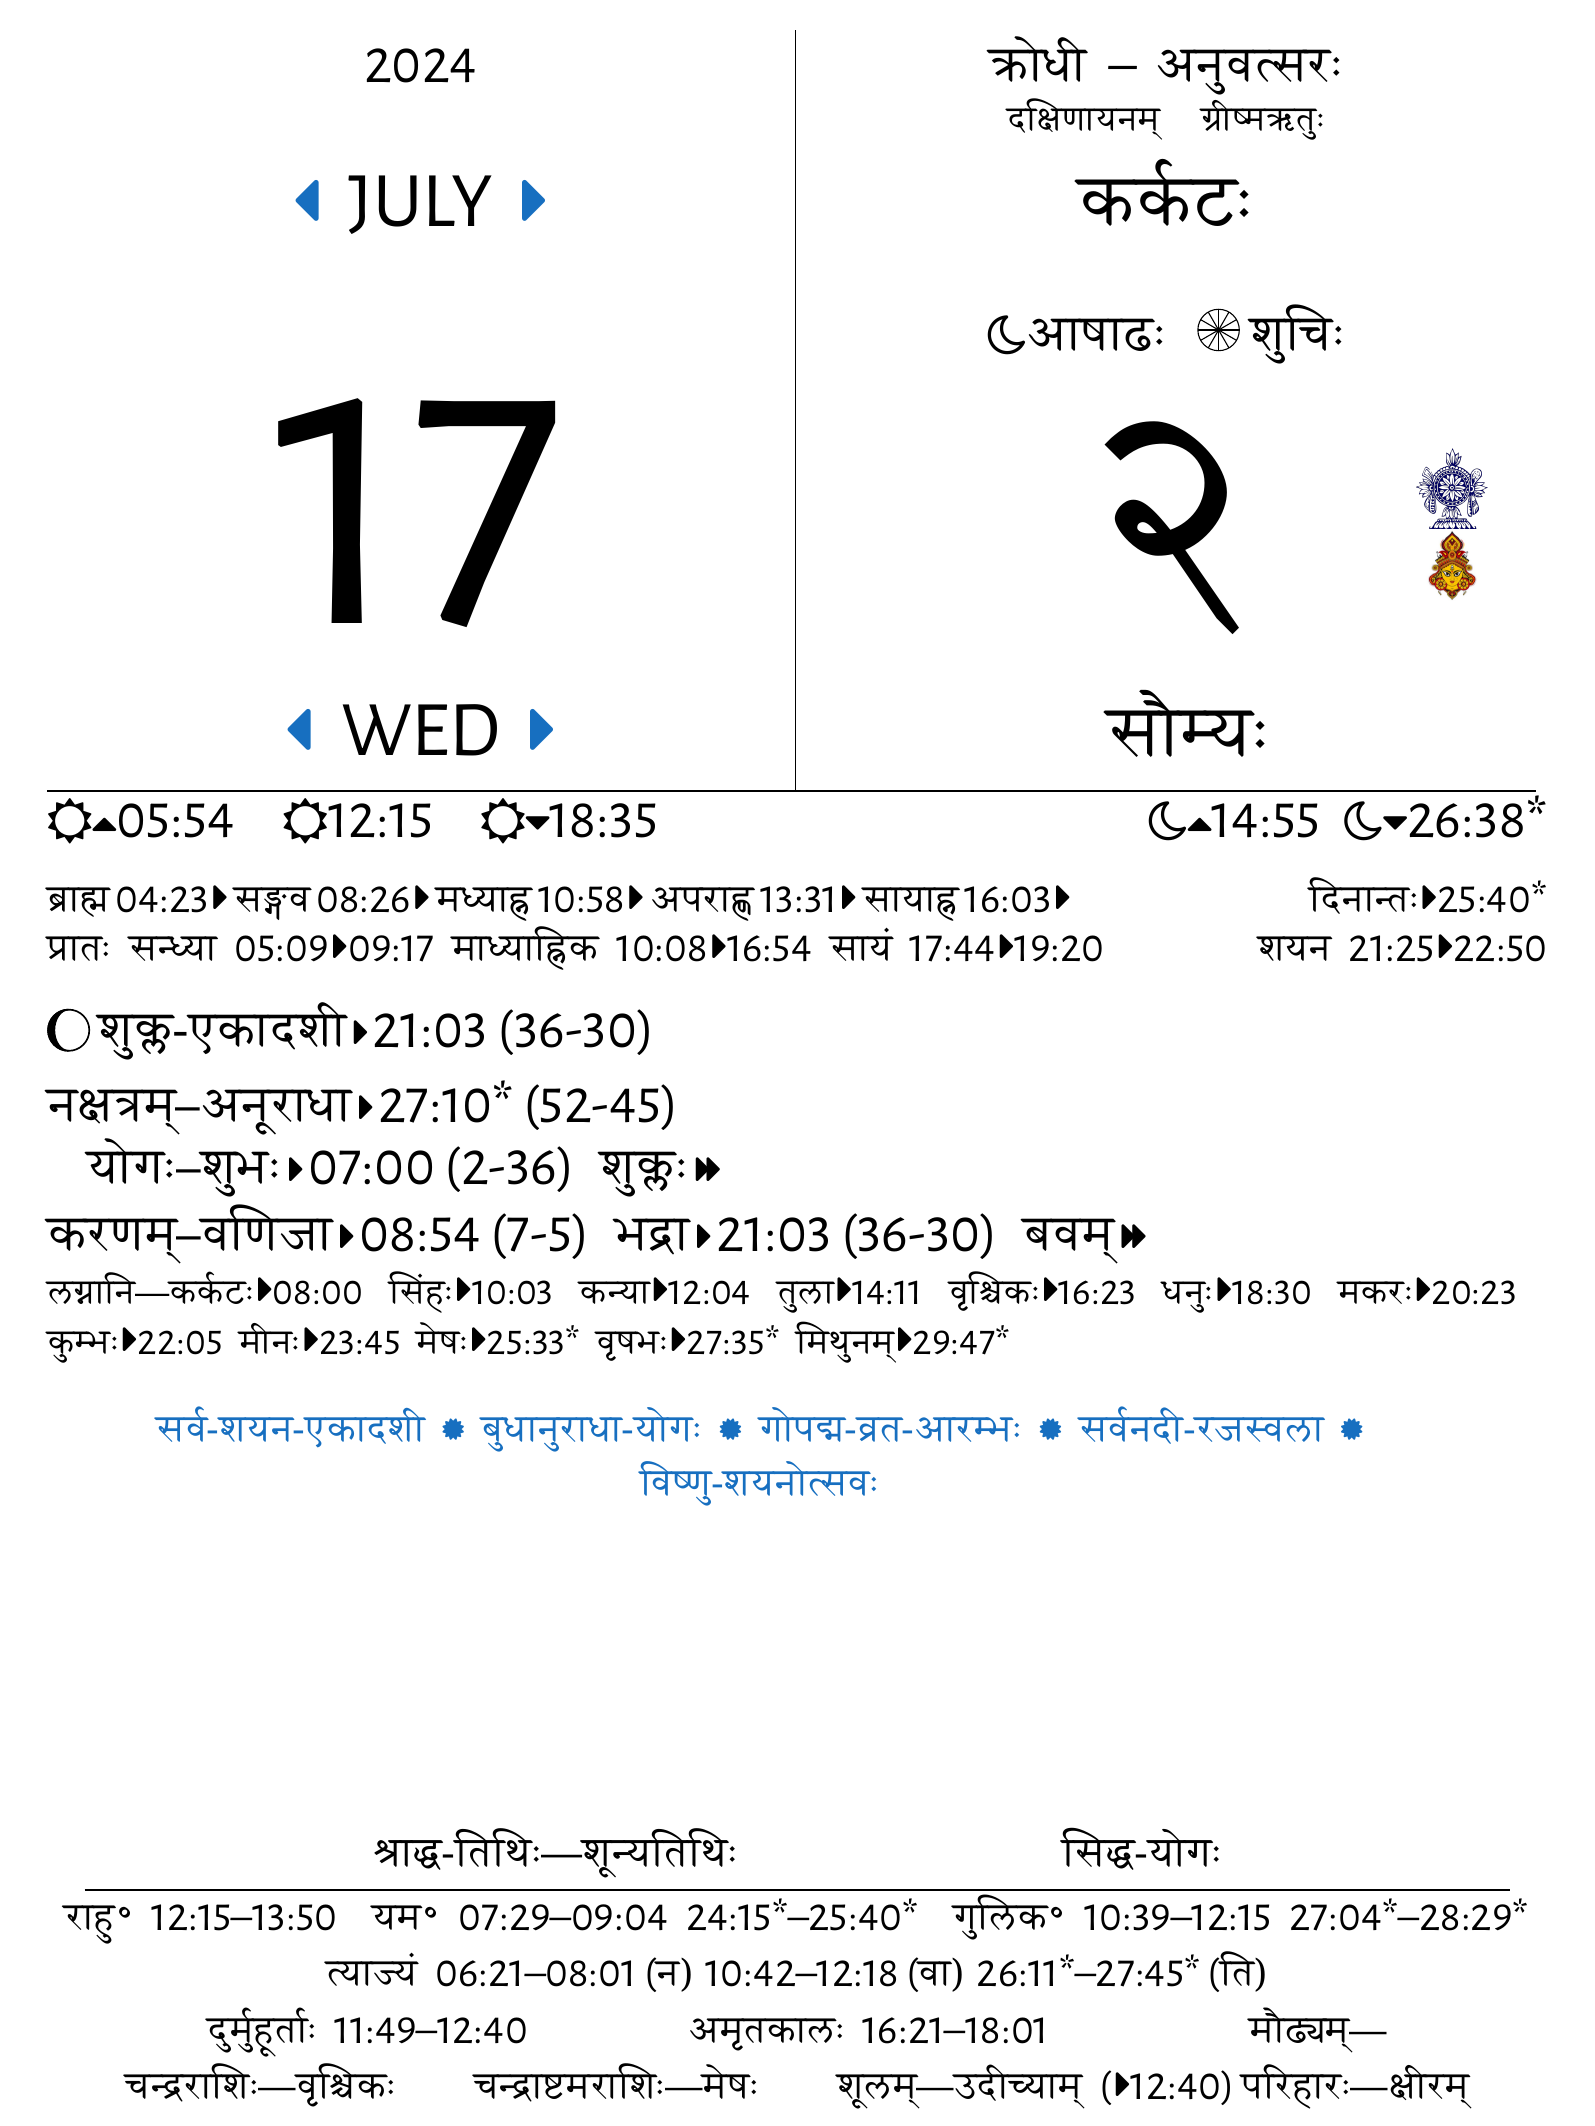 2024
JULY
17
WED
क्रोधी – अनुवत्सरः
दक्षिणायनम् ग्रीष्मऋतुः
कर्कटः
आषाढः शुचिः
२
सौम्यः
05:54 12:15 18:35 14:55 26:38*
ब्राह्म 04:23 सङ्गव 08:26 मध्याह्न 10:58 अपराह्ण 13:31 सायाह्न 16:03 दिनान्तः 25:40*
प्रातः सन्ध्या 05:09 09:17 माध्याह्निक 10:08 16:54 सायं 17:44 19:20 शयन 21:25 22:50
शुक्ल-एकादशी 21:03 (36-30)
नक्षत्रम्–अनूराधा 27:10* (52-45)
योगः–शुभः 07:00 (2-36) शुक्लः
करणम्–वणिजा 08:54 (7-5) भद्रा 21:03 (36-30) बवम्
लग्नानि—कर्कटः 08:00 सिंहः 10:03 कन्या 12:04 तुला 14:11 वृश्चिकः 16:23 धनुः 18:30 मकरः 20:23
कुम्भः 22:05 मीनः 23:45 मेषः 25:33* वृषभः 27:35* मिथुनम् 29:47*
सर्व-शयन-एकादशी ✹ बुधानुराधा-योगः ✹ गोपद्म-व्रत-आरम्भः ✹ सर्वनदी-रजस्वला ✹
विष्णु-शयनोत्सवः
श्राद्ध-तिथिः—शून्यतिथिः सिद्ध-योगः
राहु॰ 12:15–13:50 यम॰ 07:29–09:04 24:15*–25:40* गुलिक॰ 10:39–12:15 27:04*–28:29*
त्याज्यं 06:21–08:01 (न) 10:42–12:18 (वा) 26:11*–27:45* (ति)
दुर्मुहूर्ताः 11:49–12:40 अमृतकालः 16:21–18:01 मौढ्यम्—
चन्द्रराशिः—वृश्चिकः चन्द्राष्टमराशिः—मेषः शूलम्—उदीच्याम् (12:40) परिहारः—क्षीरम्